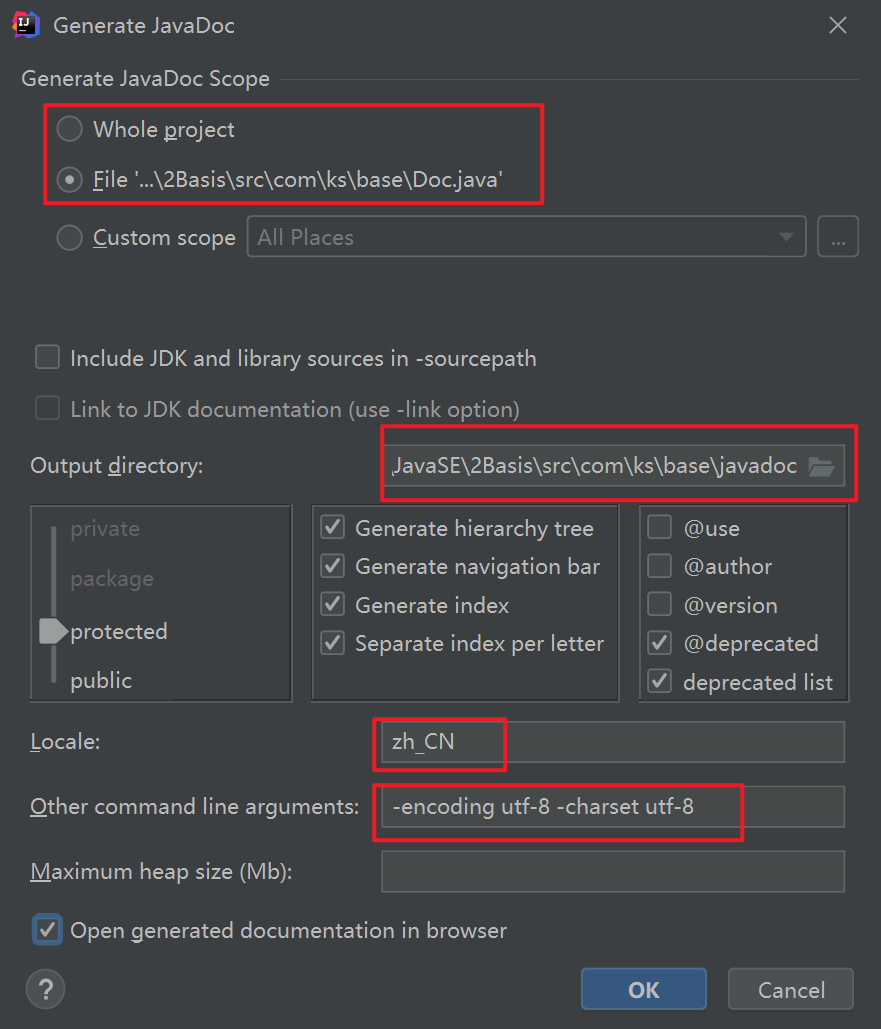 Generate JavaDoc
Generate JavaDoc Scope
Whole project
File '...\2Basis\src\com\ks\base\Doc.java'
Custom scope All Places ...
Include JDK and library sources in -sourcepath
Link to JDK documentation (use -link option)
Output directory: JavaSE\2Basis\src\com\ks\base\javadoc
private
package
protected
public
Generate hierarchy tree
Generate navigation bar
Generate index
Separate index per letter
@use
@author
@version
@deprecated
deprecated list
Locale: zh_CN
Other command line arguments: -encoding utf-8 -charset utf-8
Maximum heap size (Mb):
Open generated documentation in browser
? OK Cancel